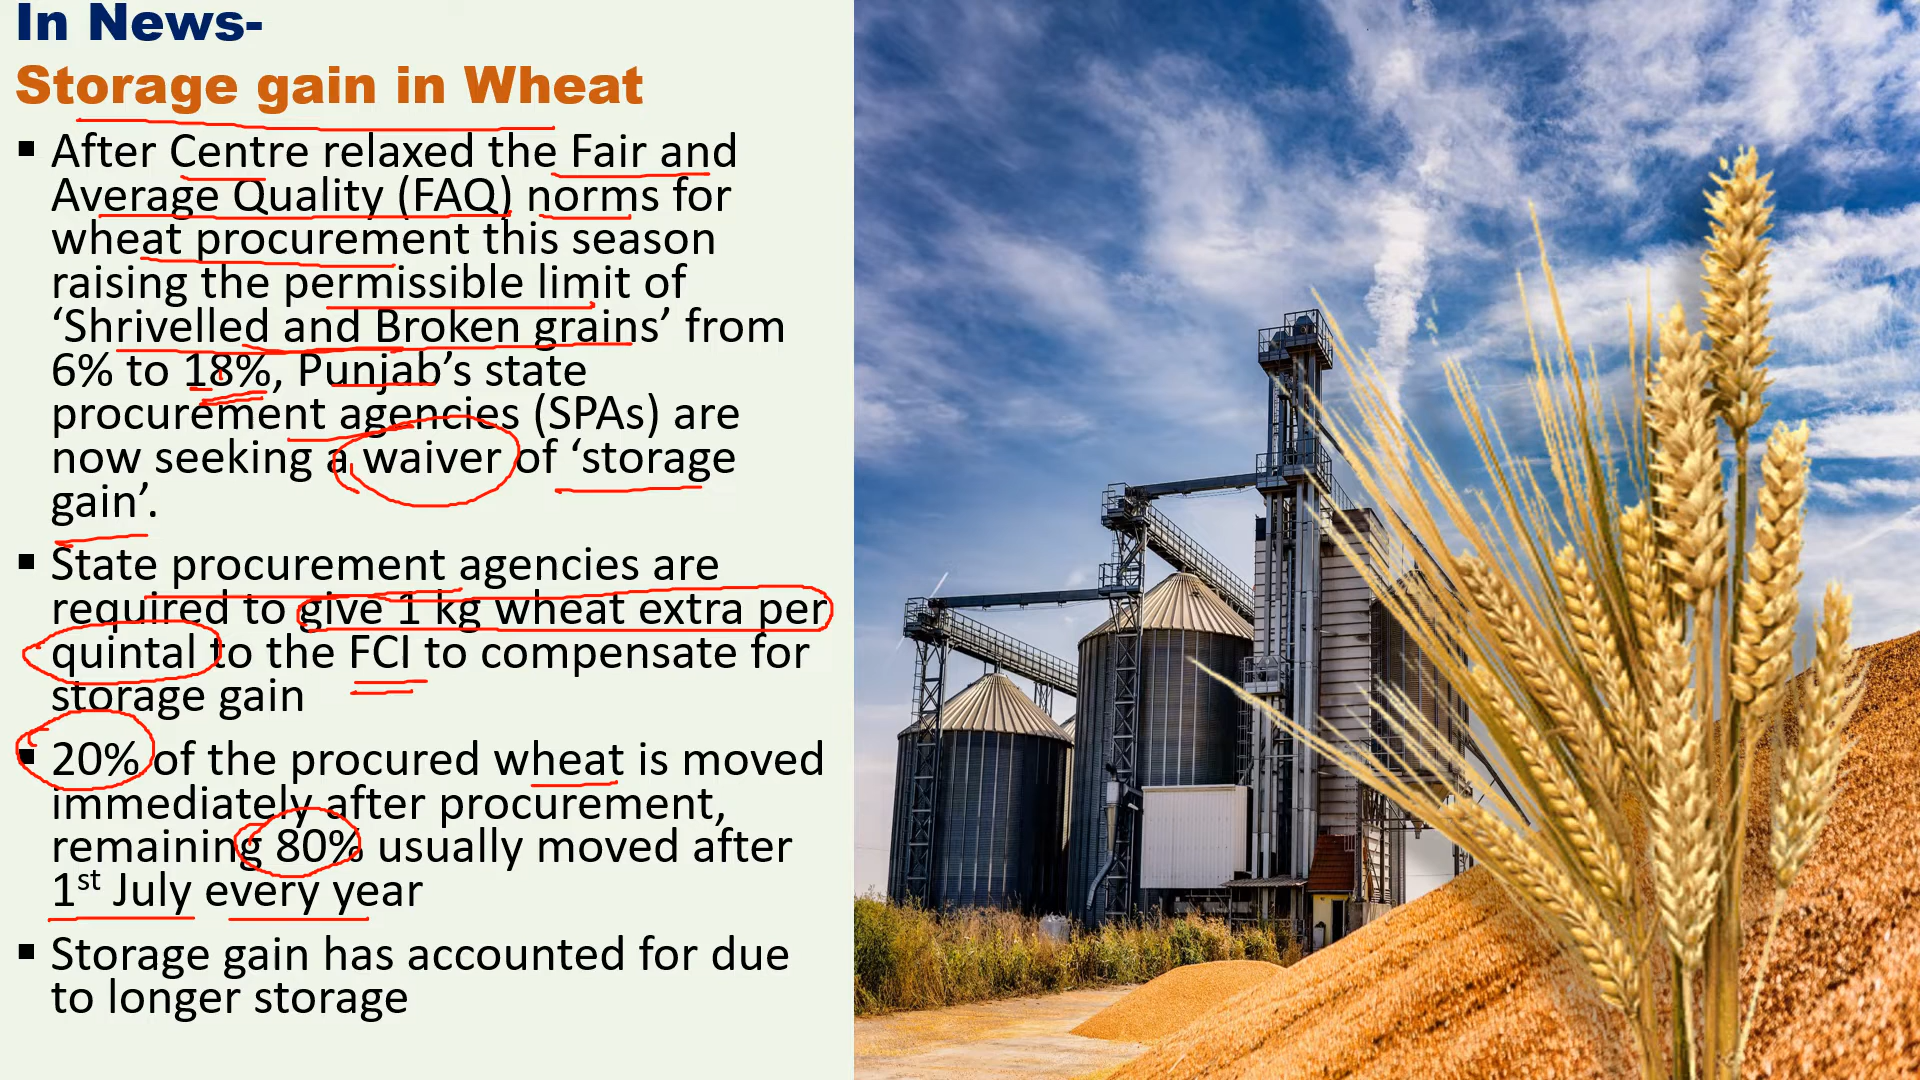 In News-
Storage gain in Wheat
▪ After Centre relaxed the Fair and
Average Quality (FAQ) norms for
wheat procurement this season
raising the permissible limit of
‘Shrivelled and Broken grains’ from
6% to 18%, Punjab’s state
procurement agencies (SPAs) are
now seeking a waiver of ‘storage
gain’.
▪ State procurement agencies are
required to give 1 kg wheat extra per
quintal to the FCI to compensate for
storage gain
▪ 20% of the procured wheat is moved
immediately after procurement,
remaining 80% usually moved after
1st July every year
▪ Storage gain has accounted for due
to longer storage